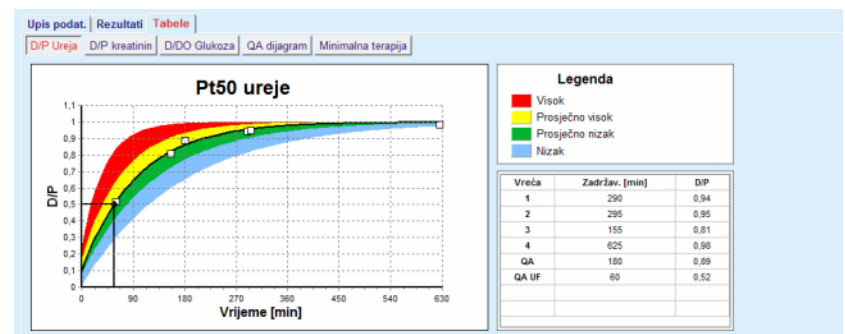 Upis podat. Rezultati Tabele
D/P Ureja D/P kreatinin D/DO Glukoza QA dijagram Minimalna terapija
Pt50 ureje
1,1
1
0,9
0,8
0,7
0,6
0,5
0,4
0,3
0,2
0,1
0
D/P
0 90 180 270 360 450 540 630
Vrijeme [min]
Legenda
Visok
Prosječno visok
Prosječno nizak
Nizak
Vreća Zadržav. [min] D/P
1 290 0,94
2 295 0,95
3 155 0,81
4 625 0,98
QA 180 0,89
QA UF 60 0,52